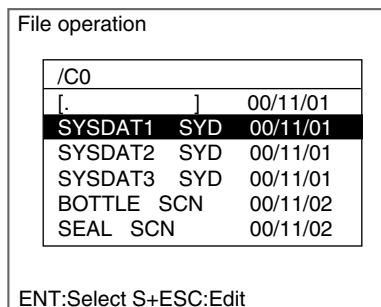 File operation
/C0
[. ] 00/11/01
SYSDAT1 SYD 00/11/01
SYSDAT2 SYD 00/11/01
SYSDAT3 SYD 00/11/01
BOTTLE SCN 00/11/02
SEAL SCN 00/11/02
ENT:Select S+ESC:Edit